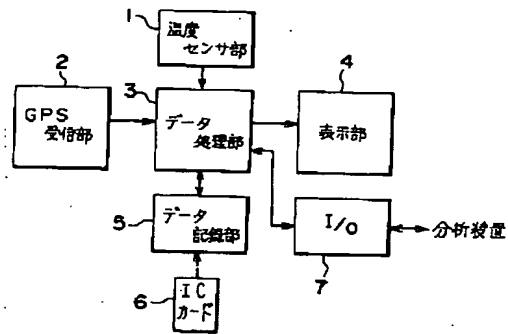 1
温度
センサ部
2
GPS
受信部
3
データ
処理部
4
表示部
5
データ
記録部
6
IC
カード
I/O
7
分析装置